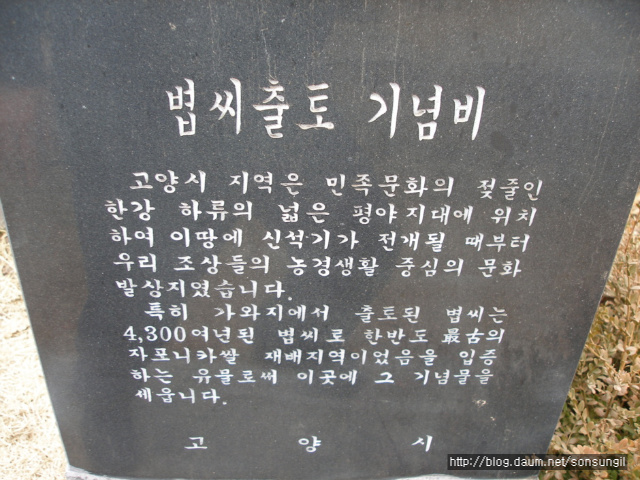 볍씨출토 기념비
고양시 지역은 민족문화의 젖줄인
한강 하류의 넓은 평야지대에 위치
하여 이땅에 신석기가 전개될 때부터
우리 조상들의 농경생활 중심의 문화
발상지였습니다.
특히 가와지에서 출토된 볍씨는
4,300여년된 볍씨로 한반도 最古의
자포니카쌀 재배지역이었음을 입증
하는 유물로써 이곳에 그 기념물을
세웁니다.
고 양 시
http://blog.daum.net/sonsungil